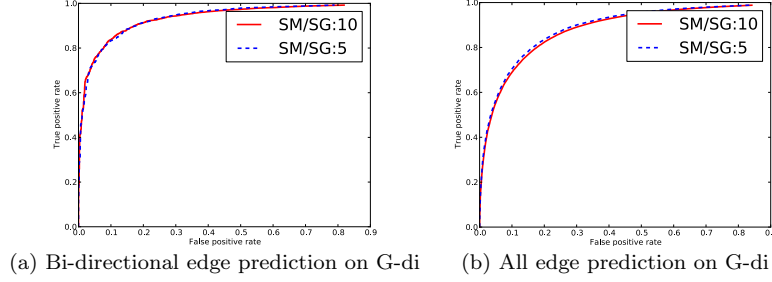 1.0
0.8
0.6
0.4
0.2
0.0
True positive rate
0.0 0.1 0.2 0.3 0.4 0.5 0.6 0.7 0.8 0.9
False positive rate
SM/SG:10
SM/SG:5
(a) Bi-directional edge prediction on G-di
1.0
0.8
0.6
0.4
0.2
0.0
True positive rate
0.0 0.1 0.2 0.3 0.4 0.5 0.6 0.7 0.8 0.9
False positive rate
SM/SG:10
SM/SG:5
(b) All edge prediction on G-di